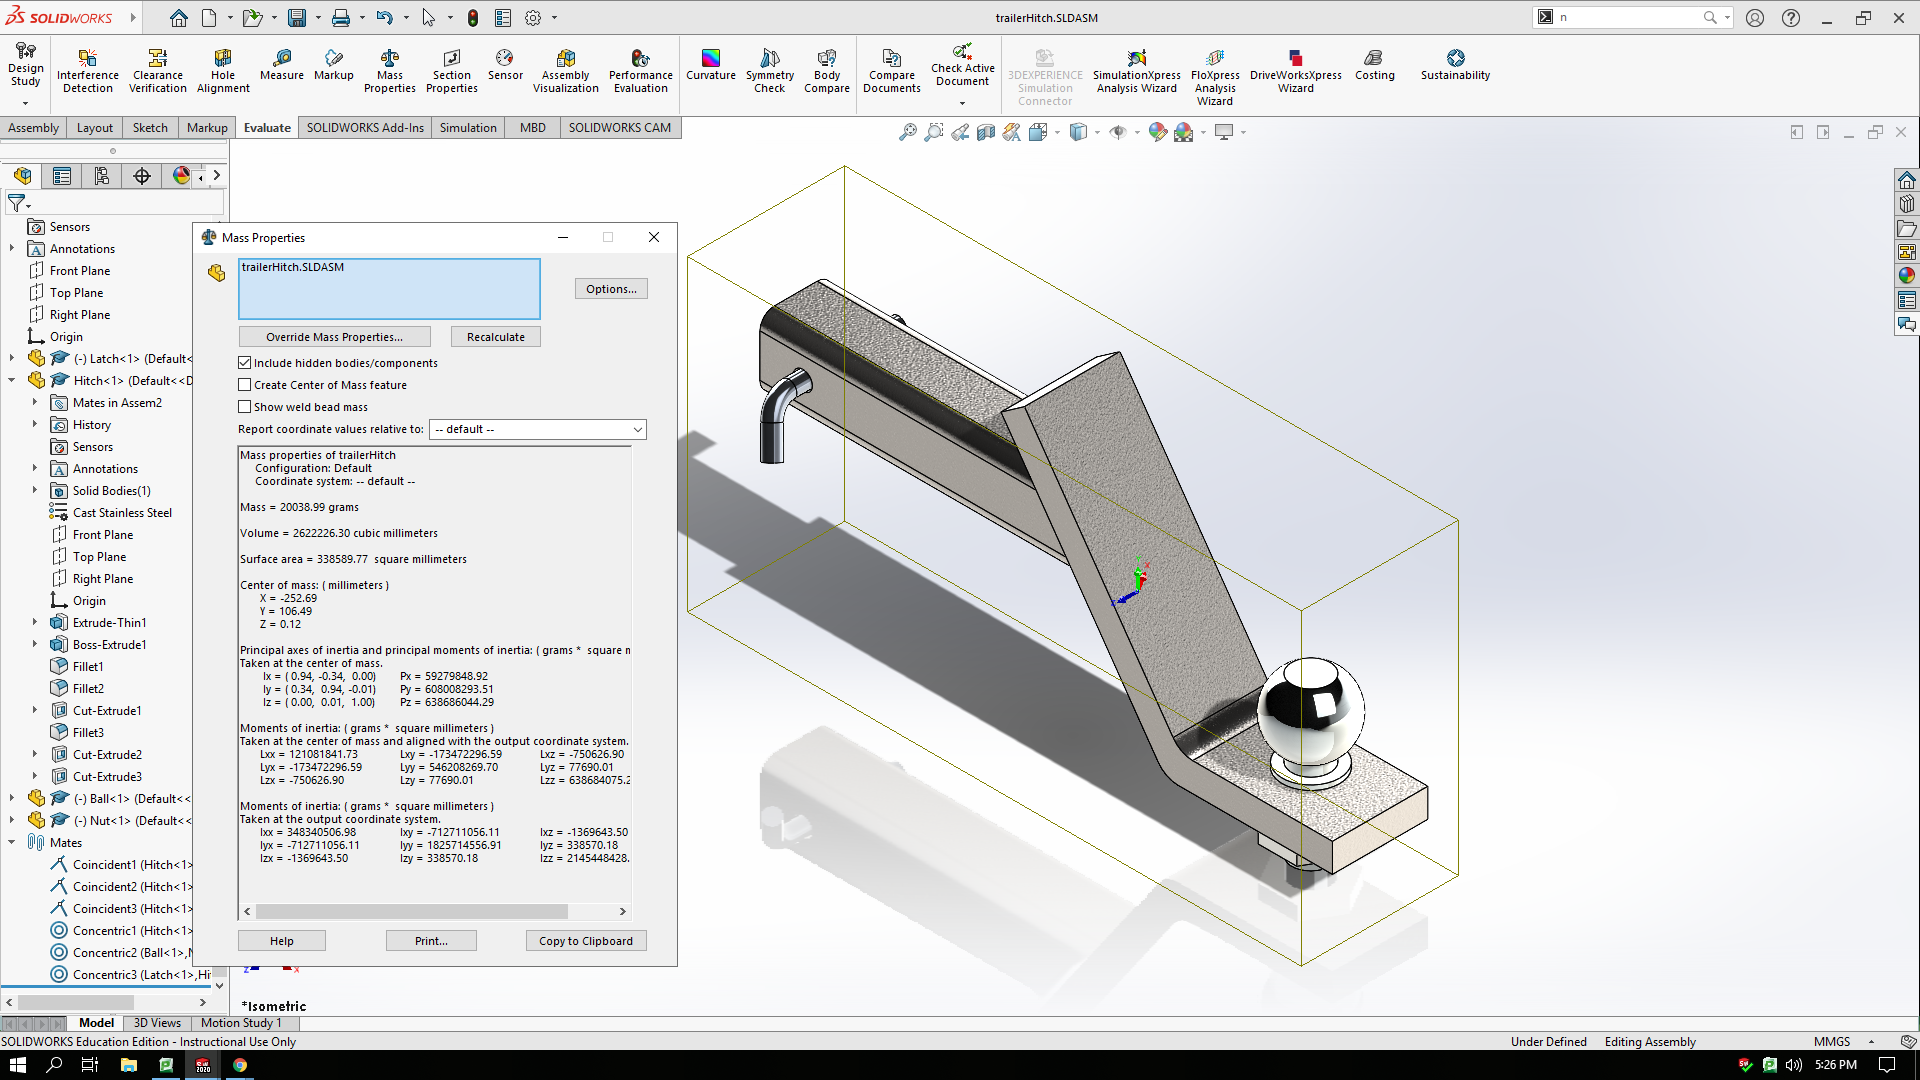 SOLIDWORKS
trailerHitch.SLDASM
n
Design Study
Interference Detection
Clearance Verification
Hole Alignment
Measure
Markup
Mass Properties
Section Properties
Sensor
Assembly Visualization
Performance Evaluation
Curvature
Symmetry Check
Body Compare
Compare Documents
Check Active Document
3DEXPERIENCE Simulation Connector
SimulationXpress Analysis Wizard
FloXpress Analysis Wizard
DriveWorksXpress Wizard
Costing
Sustainability
Assembly
Layout
Sketch
Markup
Evaluate
SOLIDWORKS Add-Ins
Simulation
MBD
SOLIDWORKS CAM
Sensors
Annotations
Front Plane
Top Plane
Right Plane
Origin
(-) Latch<1> (Default<
Hitch<1> (Default<<D
Mates in Assem2
History
Sensors
Annotations
Solid Bodies(1)
Cast Stainless Steel
Front Plane
Top Plane
Right Plane
Origin
Extrude-Thin1
Boss-Extrude1
Fillet1
Fillet2
Cut-Extrude1
Fillet3
Cut-Extrude2
Cut-Extrude3
(-) Ball<1> (Default<<
(-) Nut<1> (Default<<
Mates
Coincident1 (Hitch<1>
Coincident2 (Hitch<1>
Coincident3 (Hitch<1>
Concentric1 (Hitch<1>
Concentric2 (Ball<1>,N
Concentric3 (Latch<1>,Hi
Mass Properties
trailerHitch.SLDASM
Options...
Override Mass Properties...
Recalculate
Include hidden bodies/components
Create Center of Mass feature
Show weld bead mass
Report coordinate values relative to: -- default --
Mass properties of trailerHitch
Configuration: Default
Coordinate system: -- default --
Mass = 20038.99 grams
Volume = 2622226.30 cubic millimeters
Surface area = 338589.77 square millimeters
Center of mass: ( millimeters )
X = -252.69
Y = 106.49
Z = 0.12
Principal axes of inertia and principal moments of inertia: ( grams * square m
Taken at the center of mass.
Ix = ( 0.94, -0.34, 0.00) Px = 59279848.92
Iy = ( 0.34, 0.94, -0.01) Py = 608008293.51
Iz = ( 0.00, 0.01, 1.00) Pz = 638686044.29
Moments of inertia: ( grams * square millimeters )
Taken at the center of mass and aligned with the output coordinate system.
Lxx = 121081841.73 Lxy = -173472296.59 Lxz = -750626.90
Lyx = -173472296.59 Lyy = 546208269.70 Lyz = 77690.01
Lzx = -750626.90 Lzy = 77690.01 Lzz = 638684075.2
Moments of inertia: ( grams * square millimeters )
Taken at the output coordinate system.
Ixx = 348340506.98 Ixy = -712711056.11 Ixz = -1369643.50
Iyx = -712711056.11 Iyy = 1825714556.91 Iyz = 338570.18
Izx = -1369643.50 Izy = 338570.18 Izz = 2145448428.
Help
Print...
Copy to Clipboard
z x
*Isometric
Model
3D Views
Motion Study 1
SOLIDWORKS Education Edition - Instructional Use Only
Under Defined
Editing Assembly
MMGS
5:26 PM